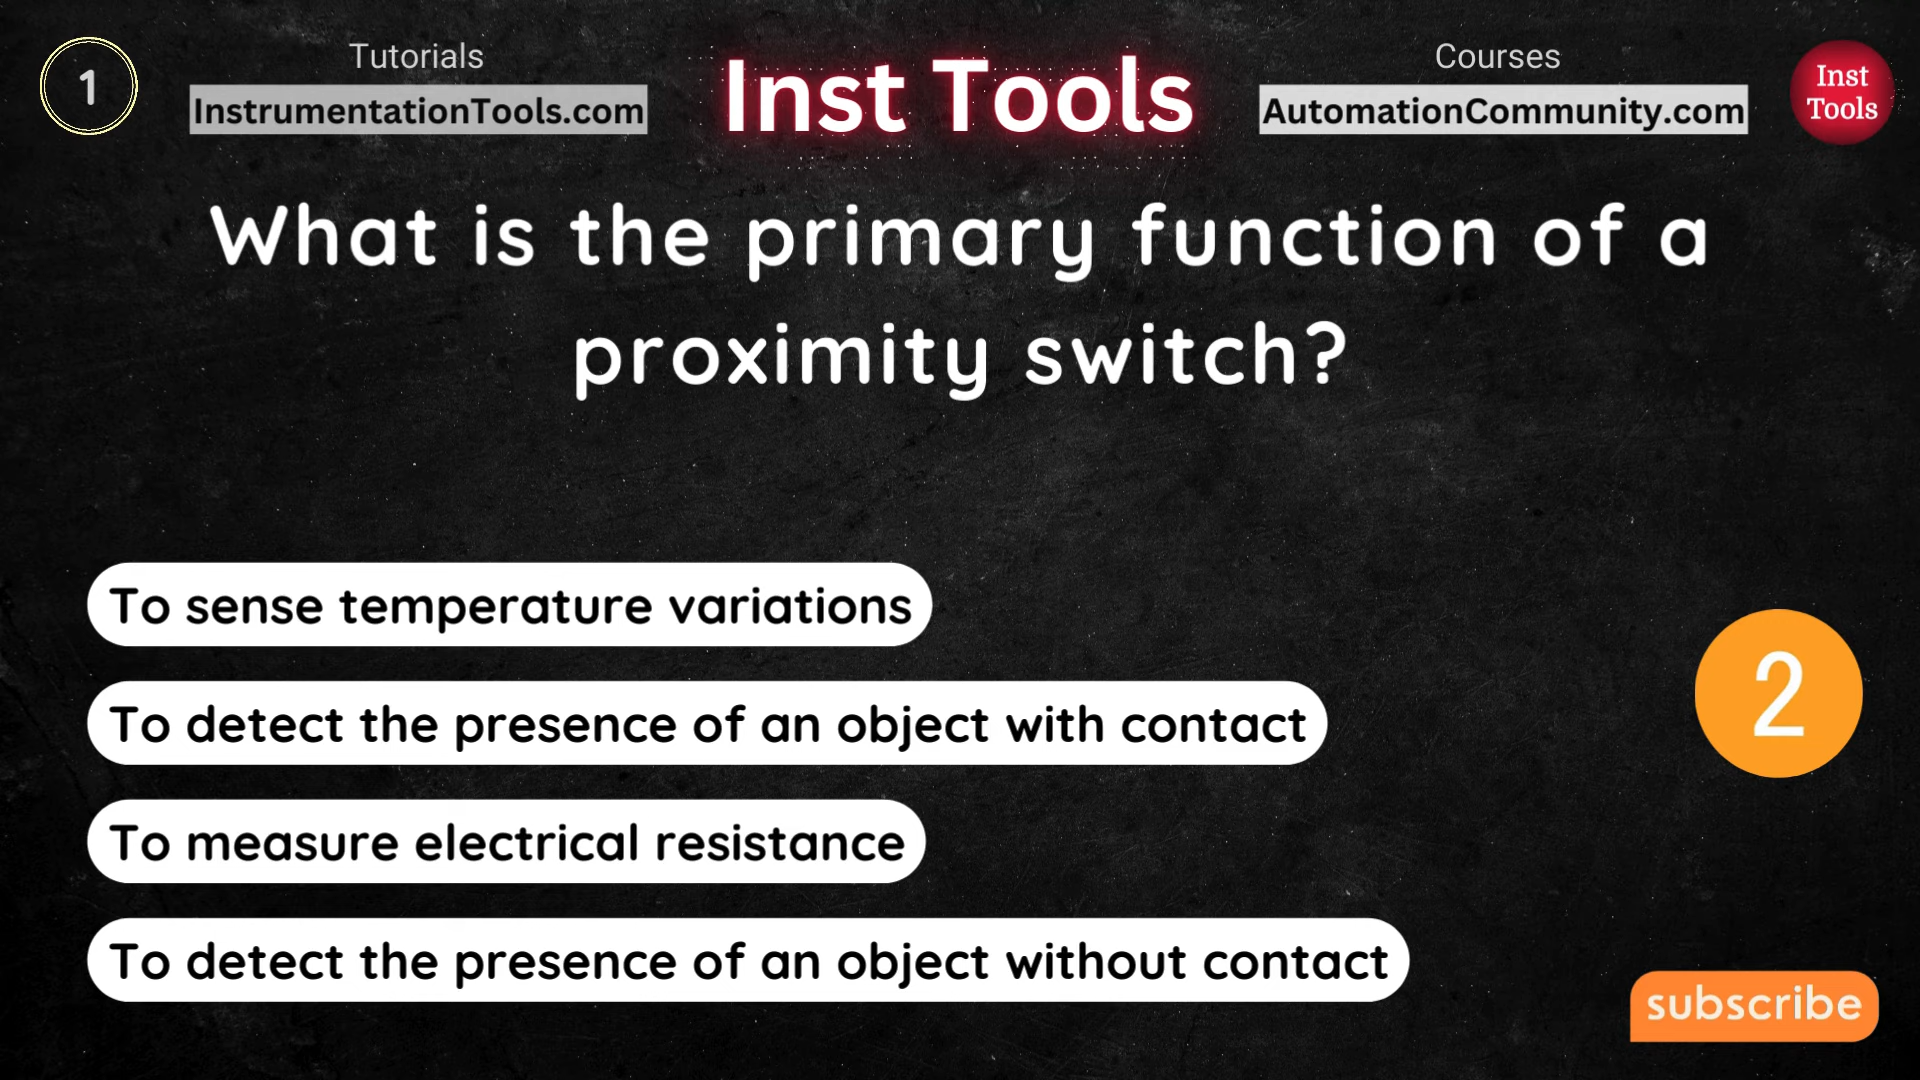 1
Tutorials
InstrumentationTools.com
Inst Tools
Courses
AutomationCommunity.com
Inst
Tools
What is the primary function of a
proximity switch?
To sense temperature variations
To detect the presence of an object with contact
To measure electrical resistance
To detect the presence of an object without contact
2
subscribe